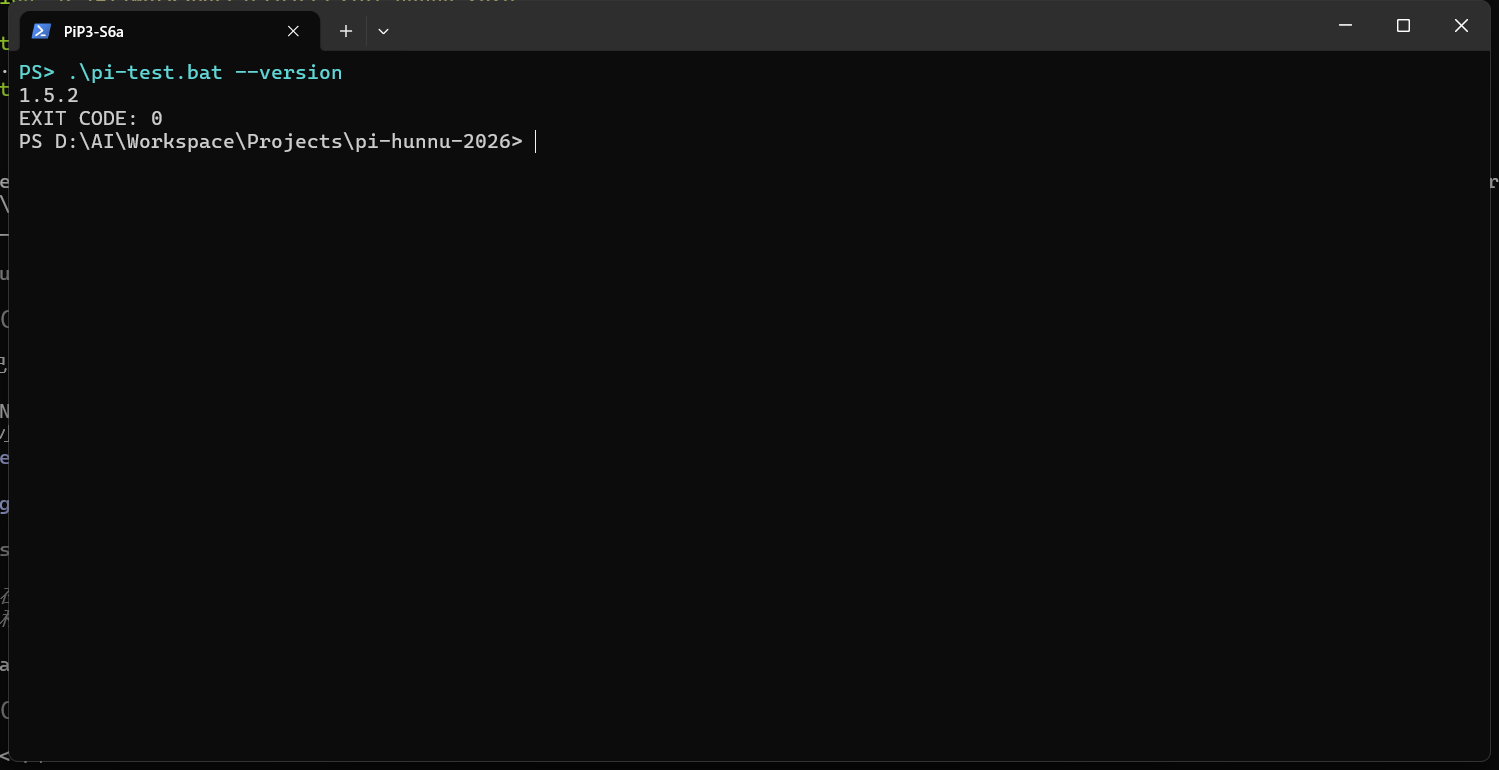 PiP3-S6a
PS> .\pi-test.bat --version
1.5.2
EXIT CODE: 0
PS D:\AI\Workspace\Projects\pi-hunnu-2026>